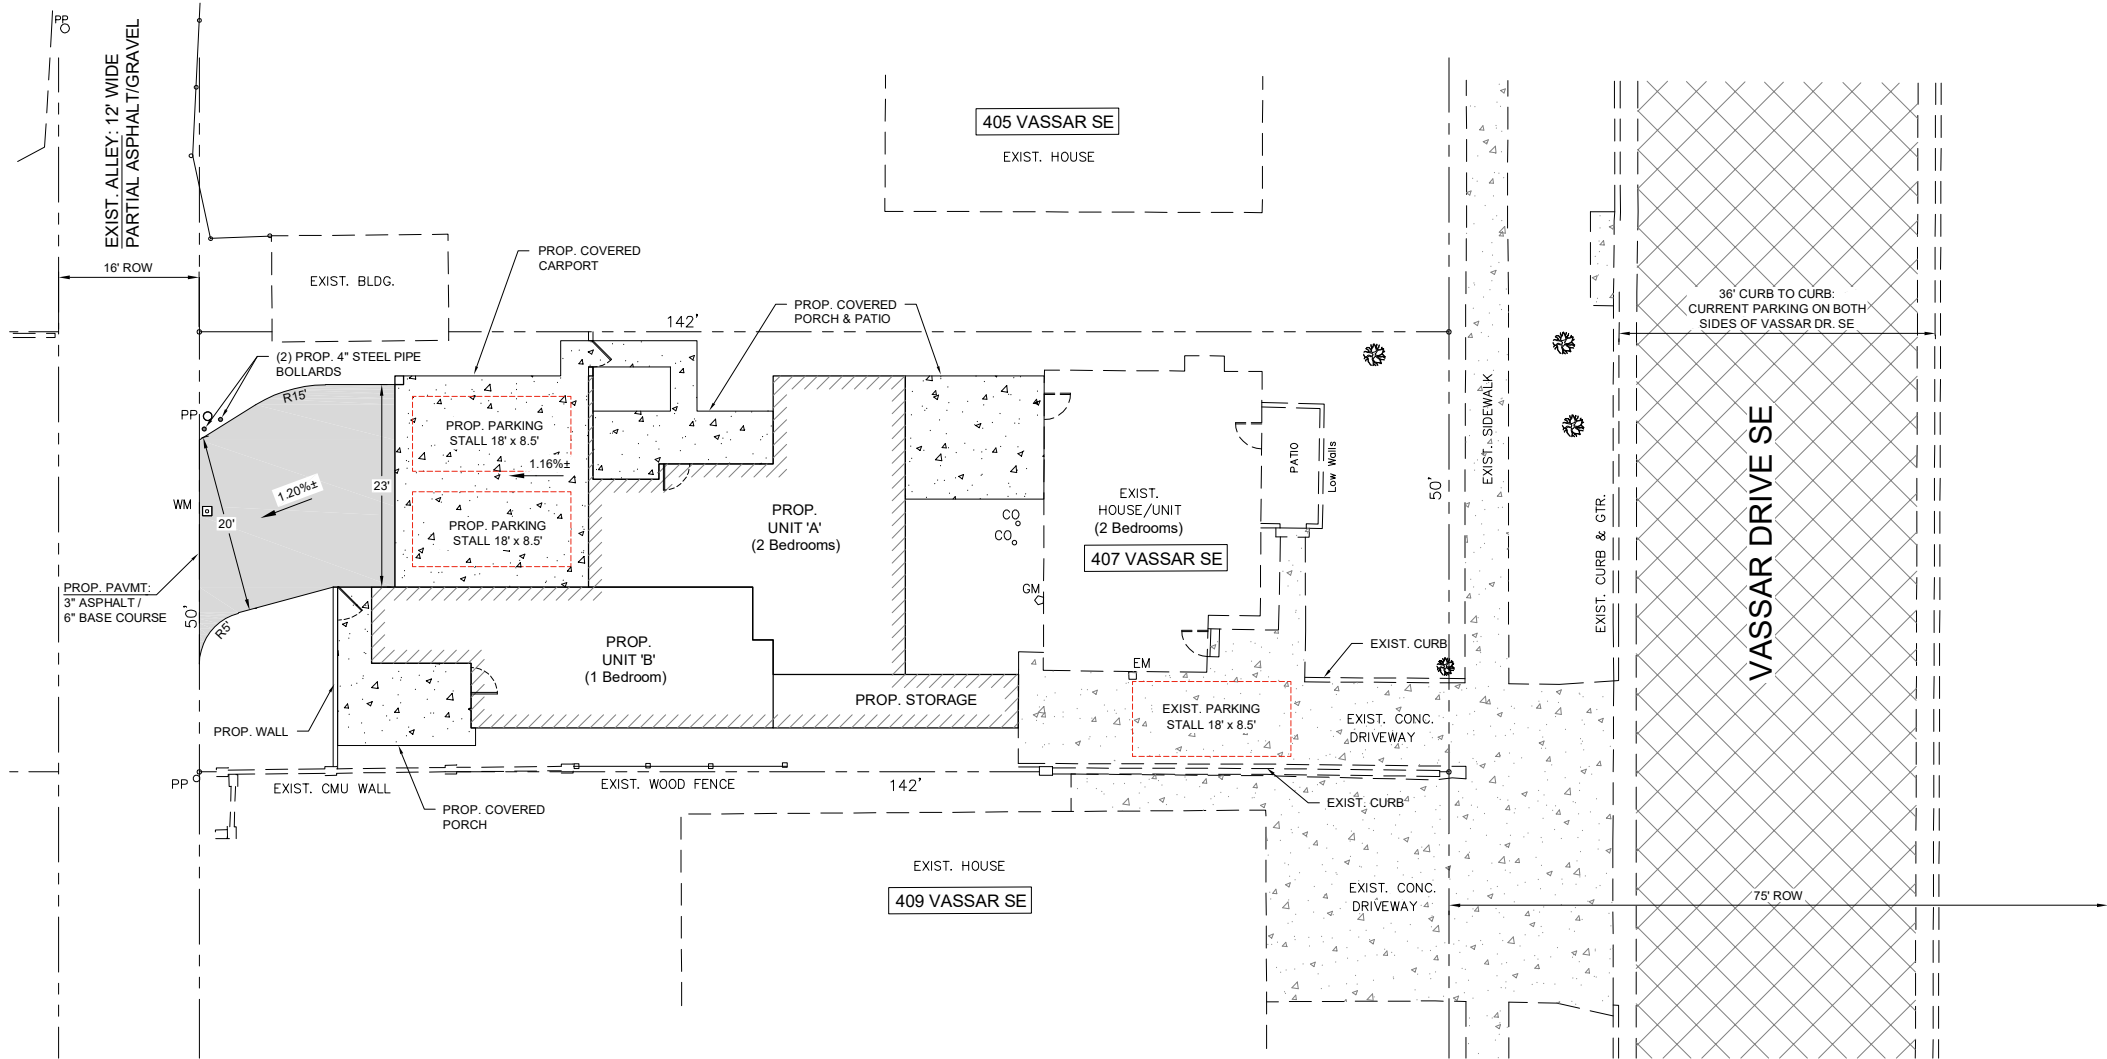 PP
EXIST. ALLEY: 12' WIDE
PARTIAL ASPHALT/GRAVEL
405 VASSAR SE
EXIST. HOUSE
16' ROW
EXIST. BLDG.
PROP. COVERED
CARPORT
PROP. COVERED
PORCH & PATIO
142'
36' CURB TO CURB:
CURRENT PARKING ON BOTH
SIDES OF VASSAR DR. SE
(2) PROP. 4" STEEL PIPE
BOLLARDS
R15'
PP
PROP. PARKING
STALL 18' x 8.5'
1.16%±
23'
1.20%±
WM
20'
PROP. PARKING
STALL 18' x 8.5'
PROP.
UNIT 'A'
(2 Bedrooms)
CO
CO
EXIST.
HOUSE/UNIT
(2 Bedrooms)
407 VASSAR SE
PATIO
Low Walls
50'
EXIST. SIDEWALK
EXIST. CURB & GTR.
VASSAR DRIVE SE
PROP. PAVMT:
3" ASPHALT /
6" BASE COURSE
50'
R5'
GM
PROP.
UNIT 'B'
(1 Bedroom)
EM
EXIST. CURB
PROP. STORAGE
EXIST. PARKING
STALL 18' x 8.5'
EXIST. CONC.
DRIVEWAY
PROP. WALL
PP
EXIST. CMU WALL
EXIST. WOOD FENCE
142'
PROP. COVERED
PORCH
EXIST. CURB
EXIST. HOUSE
409 VASSAR SE
EXIST. CONC.
DRIVEWAY
75' ROW